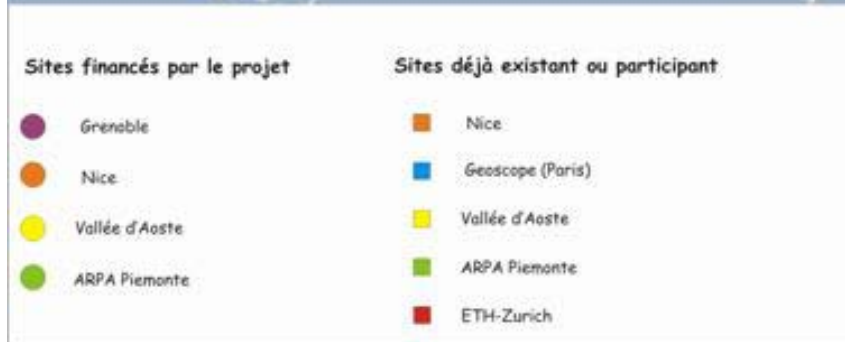 Sites financés par le projet
Grenoble
Nice
Vallée d'Aoste
ARPA Piemonte
Sites déjà existant ou participant
Nice
Geoscope (Paris)
Vallée d'Aoste
ARPA Piemonte
ETH-Zurich